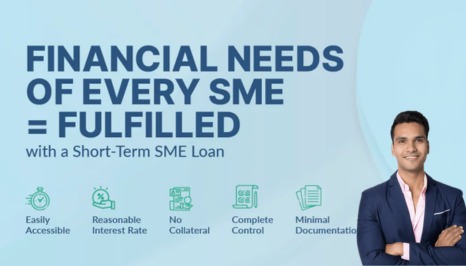 FINANCIAL NEEDS
OF EVERY SME
= FULFILLED
with a Short-Term SME Loan
Easily
Accessible
Reasonable
Interest Rate
No
Collateral
Complete
Control
Minimal
Documentatio